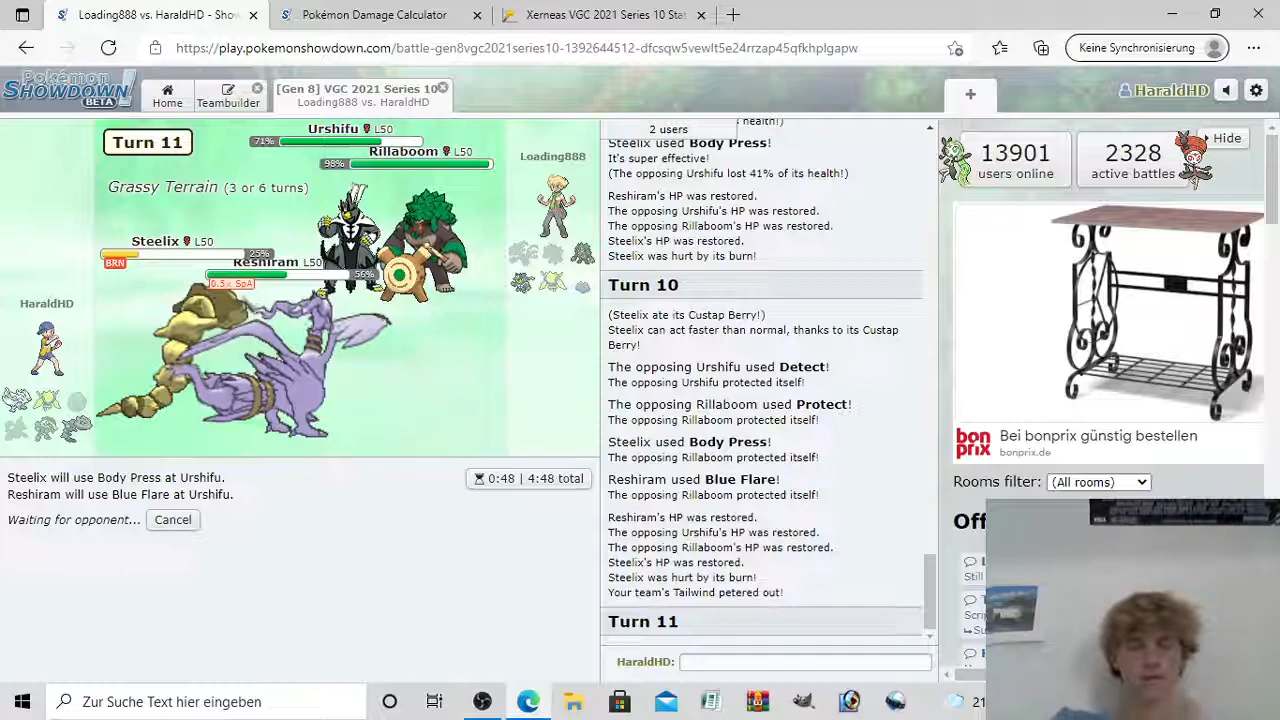 Loading888 vs. HaraldHD - Show
Pokémon Damage Calculator
Xerneas VGC 2021 Series 10 Stat
https://play.pokemonshowdown.com/battle-gen8vgc2021series10-1392644512-dfcsqw5vewlt5e24rrzap45qfkhplgapw
Keine Synchronisierung
Pokémon
Showdown
BETA
Home
Teambuilder
[Gen 8] VGC 2021 Series 10
Loading888 vs. HaraldHD
HaraldHD
Turn 11
Urshifu L50
71%
Rillaboom L50
98%
Grassy Terrain (3 or 6 turns)
Loading888
Steelix L50
25%
BRN
Reshiram L50
56%
0.5x SpA
HaraldHD
Steelix will use Body Press at Urshifu.
Reshiram will use Blue Flare at Urshifu.
Waiting for opponent...
Cancel
0:48 | 4:48 total
2 users
s health!)
Steelix used Body Press!
It's super effective!
(The opposing Urshifu lost 41% of its health!)
Reshiram's HP was restored.
The opposing Urshifu's HP was restored.
The opposing Rillaboom's HP was restored.
Steelix's HP was restored.
Steelix was hurt by its burn!
Turn 10
(Steelix ate its Custap Berry!)
Steelix can act faster than normal, thanks to its Custap
Berry!
The opposing Urshifu used Detect!
The opposing Urshifu protected itself!
The opposing Rillaboom used Protect!
The opposing Rillaboom protected itself!
Steelix used Body Press!
The opposing Rillaboom protected itself!
Reshiram used Blue Flare!
The opposing Rillaboom protected itself!
Reshiram's HP was restored.
The opposing Urshifu's HP was restored.
The opposing Rillaboom's HP was restored.
Steelix's HP was restored.
Steelix was hurt by its burn!
Your team's Tailwind petered out!
Turn 11
HaraldHD:
13901
users online
2328
active battles
Hide
bon
prix
Bei bonprix günstig bestellen
bonprix.de
Rooms filter:
(All rooms)
Off
Still
Scrip
Zur Suche Text hier eingeben
21